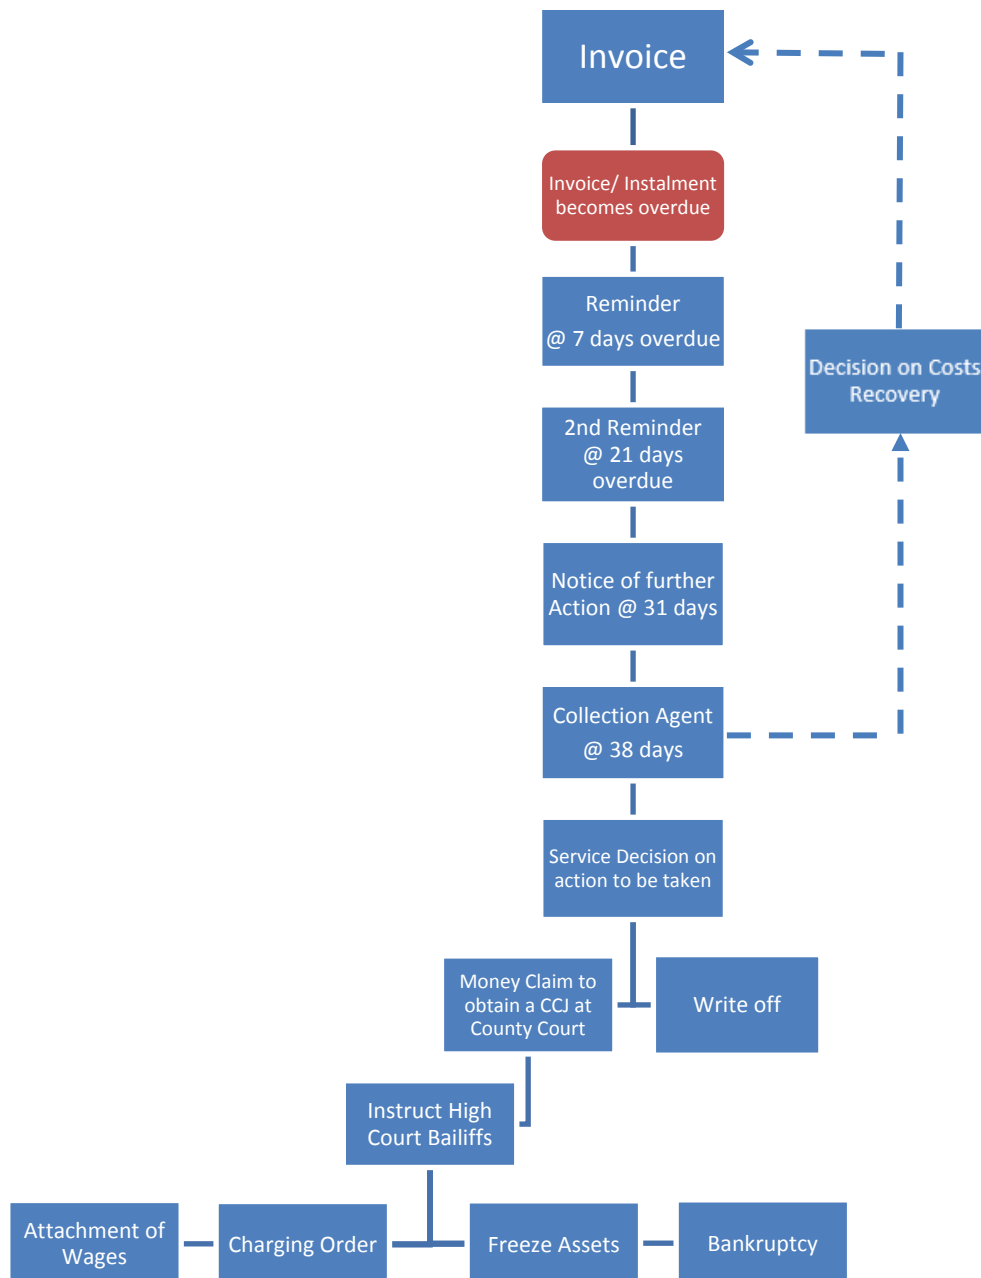 Invoice
Invoice/ Instalment
becomes overdue
Reminder
@ 7 days overdue
Decision on Costs
Recovery
2nd Reminder
@ 21 days
overdue
Notice of further
Action @ 31 days
Collection Agent
@ 38 days
Service Decision on
action to be taken
Money Claim to
obtain a CCJ at
County Court
Write off
Instruct High
Court Bailiffs
Attachment of
Wages
Charging Order
Freeze Assets
Bankruptcy